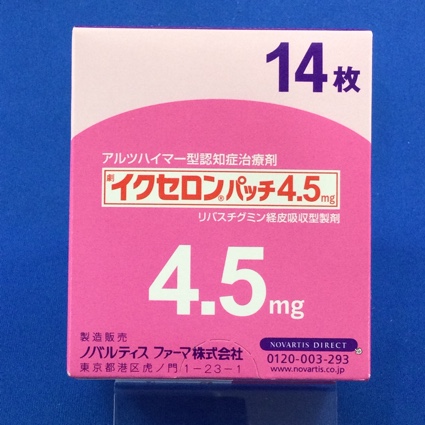 14枚
アルツハイマー型認知症治療剤
劇 イクセロン®パッチ4.5mg
リバスチグミン経皮吸収型製剤
4.5mg
製造販売
ノバルティス ファーマ株式会社
東京都港区虎ノ門1-23-1
NOVARTIS DIRECT
0120-003-293
www.novartis.co.jp